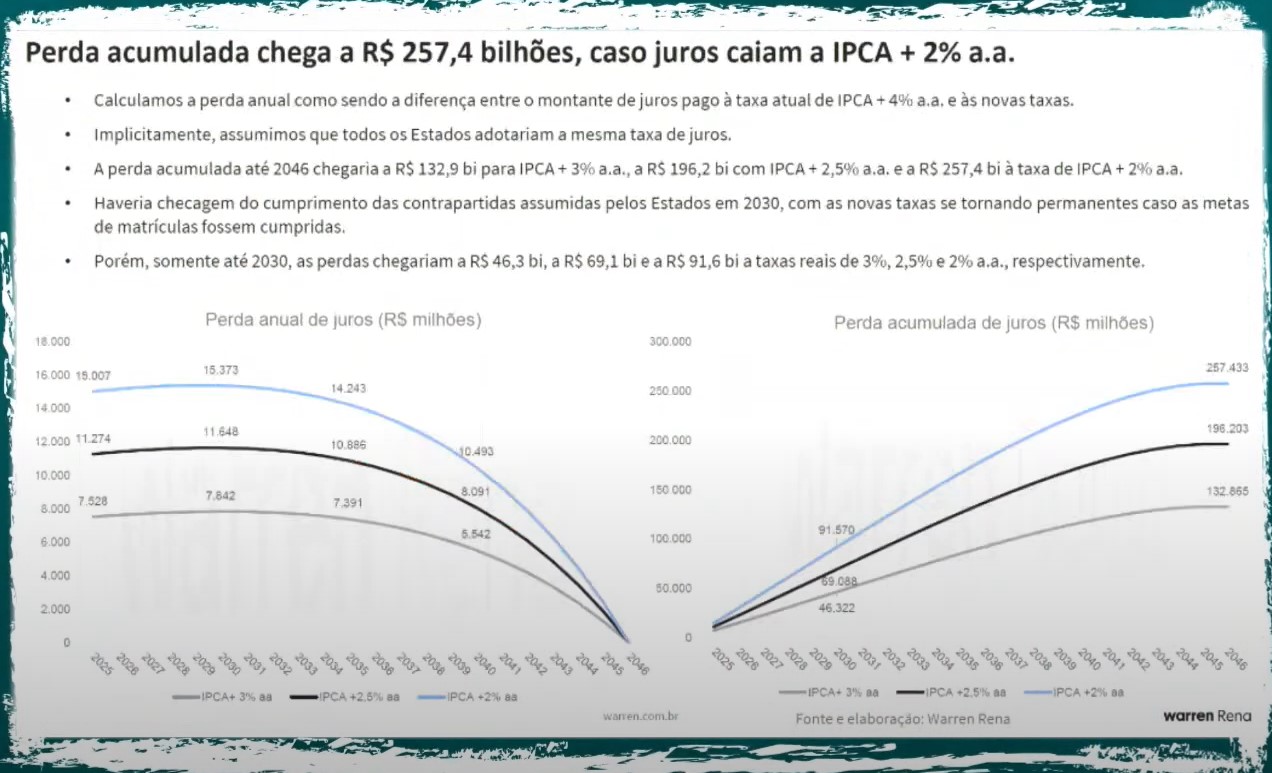 Perda acumulada chega a R$ 257,4 bilhões, caso juros caiam a IPCA + 2% a.a.
• Calculamos a perda anual como sendo a diferença entre o montante de juros pago à taxa atual de IPCA + 4% a.a. e às novas taxas.
• Implicitamente, assumimos que todos os Estados adotariam a mesma taxa de juros.
• A perda acumulada até 2046 chegaria a R$ 132,9 bi para IPCA + 3% a.a., a R$ 196,2 bi com IPCA + 2,5% a.a. e a R$ 257,4 bi à taxa de IPCA + 2% a.a.
• Haveria checagem do cumprimento das contrapartidas assumidas pelos Estados em 2030, com as novas taxas se tornando permanentes caso as metas
de matrículas fossem cumpridas.
• Porém, somente até 2030, as perdas chegariam a R$ 46,3 bi, a R$ 69,1 bi e a R$ 91,6 bi a taxas reais de 3%, 2,5% e 2% a.a., respectivamente.
Perda anual de juros (R$ milhões)
18.000
16.000
14.000
12.000
10.000
8.000
6.000
4.000
2.000
0
15.007
15.373
14.243
10.493
11.274
11.648
10.886
8.091
7.528
7.842
7.391
5.542
2025 2026 2027 2028 2029 2030 2031 2032 2033 2034 2035 2036 2037 2038 2039 2040 2041 2042 2043 2044 2045 2046
IPCA+ 3% aa IPCA +2,5% aa IPCA +2% aa
warren.com.br
Perda acumulada de juros (R$ milhões)
300.000
250.000
200.000
150.000
100.000
50.000
0
257.433
196.203
132.865
91.570
69.088
46.322
2025 2026 2027 2028 2029 2030 2031 2032 2033 2034 2035 2036 2037 2038 2039 2040 2041 2042 2043 2044 2045 2046
IPCA+ 3% aa IPCA +2,5% aa IPCA +2% aa
Fonte e elaboração: Warren Rena
warren Rena